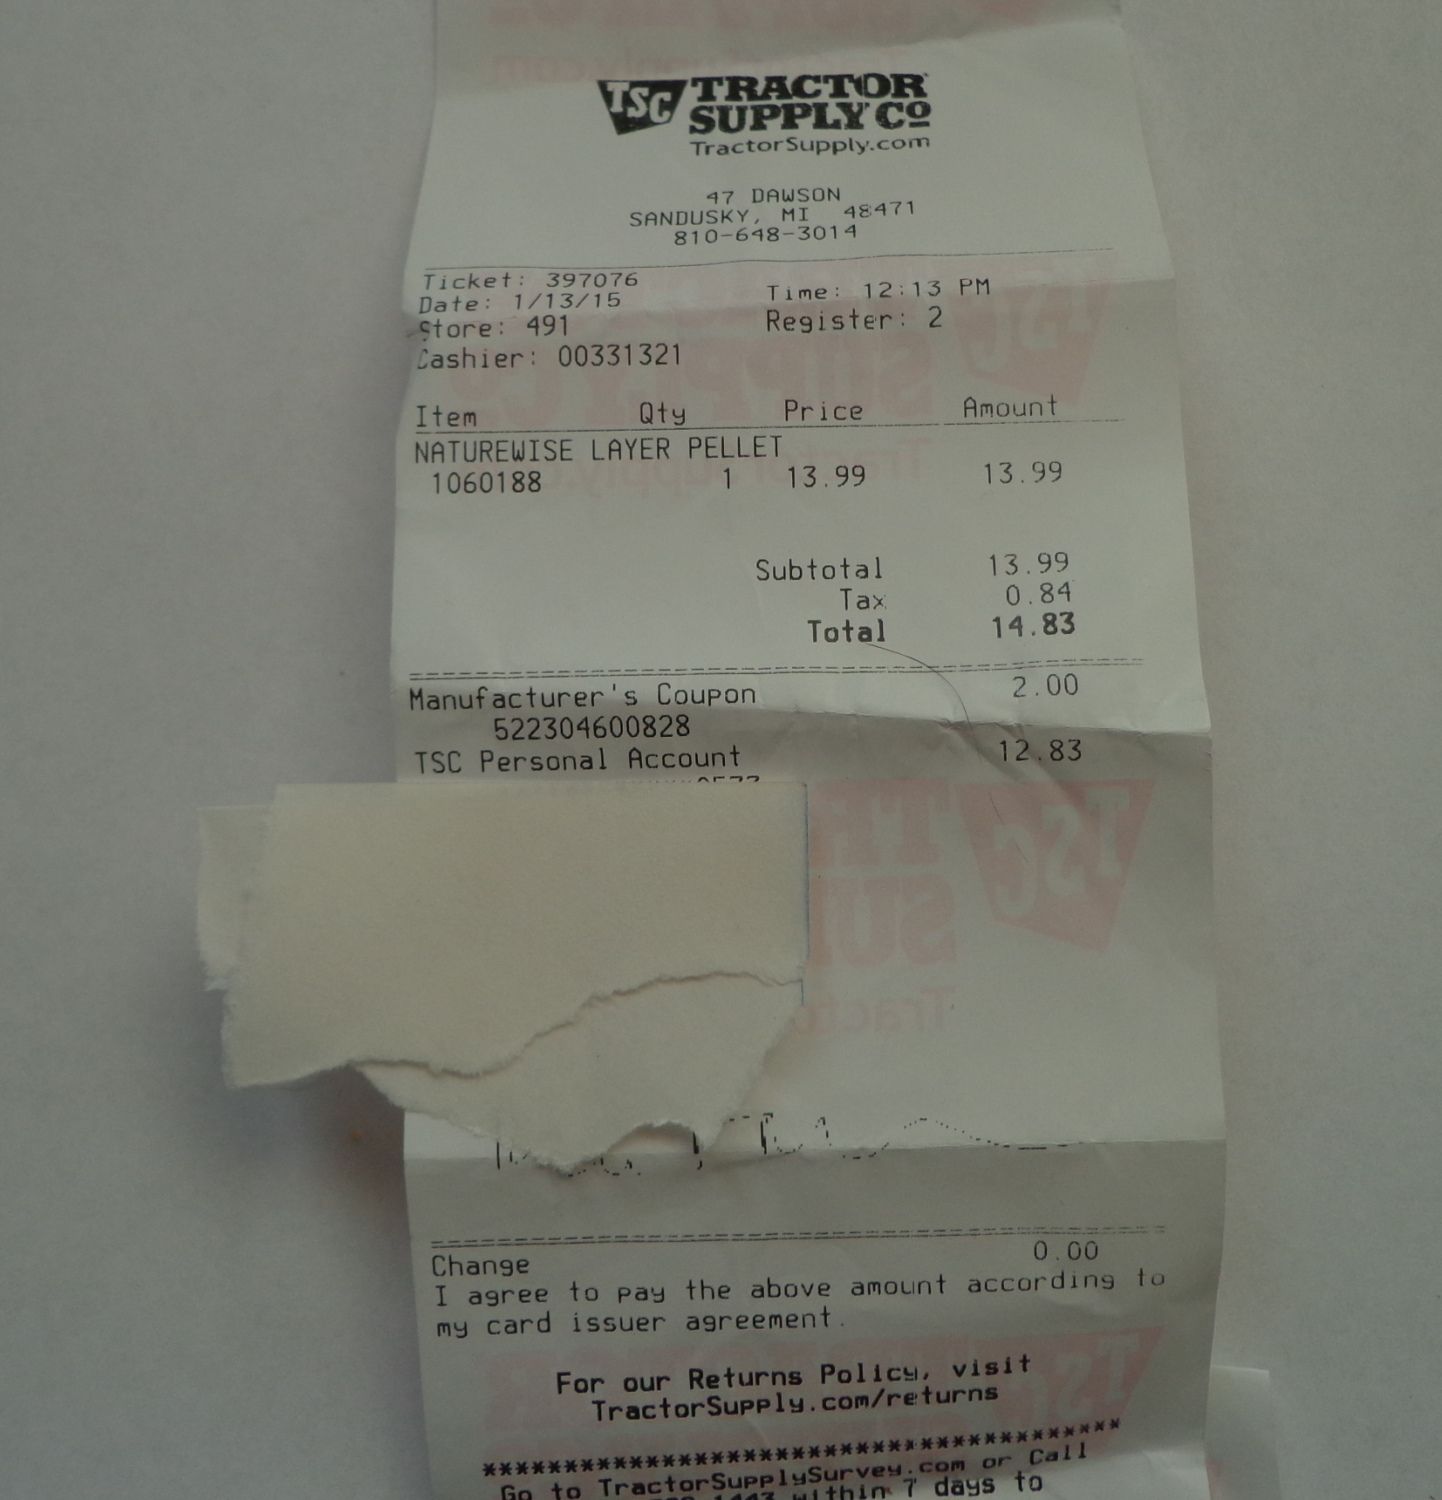 TSC TRACTOR
SUPPLY CO
TractorSupply.com
47 DAWSON
SANDUSKY, MI 48471
810-648-3014
Ticket: 397076
Date: 1/13/15 Time: 12:13 PM
Store: 491 Register: 2
Cashier: 00331321
Item Qty Price Amount
NATUREWISE LAYER PELLET
1060188 1 13.99 13.99
Subtotal 13.99
Tax 0.84
Total 14.83
Manufacturer's Coupon 2.00
522304600828
TSC Personal Account 12.83
Change 0.00
I agree to pay the above amount according to
my card issuer agreement.
For our Returns Policy, visit
TractorSupply.com/returns
****************************************
Go to TractorSupplySurvey.com or Call
within 7 days to